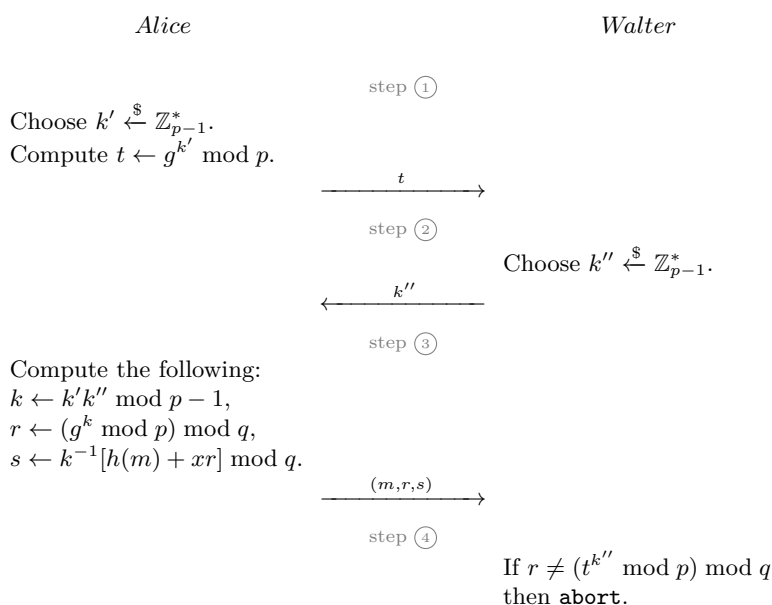 Alice Walter
step ①
Choose k′ ←$ ℤ*ₚ₋₁.
Compute t ← g^{k′} mod p.
t
step ②
Choose k″ ←$ ℤ*ₚ₋₁.
k″
step ③
Compute the following:
k ← k′k″ mod p − 1,
r ← (g^k mod p) mod q,
s ← k⁻¹[h(m) + xr] mod q.
(m,r,s)
step ④
If r ≠ (t^{k″} mod p) mod q
then abort.